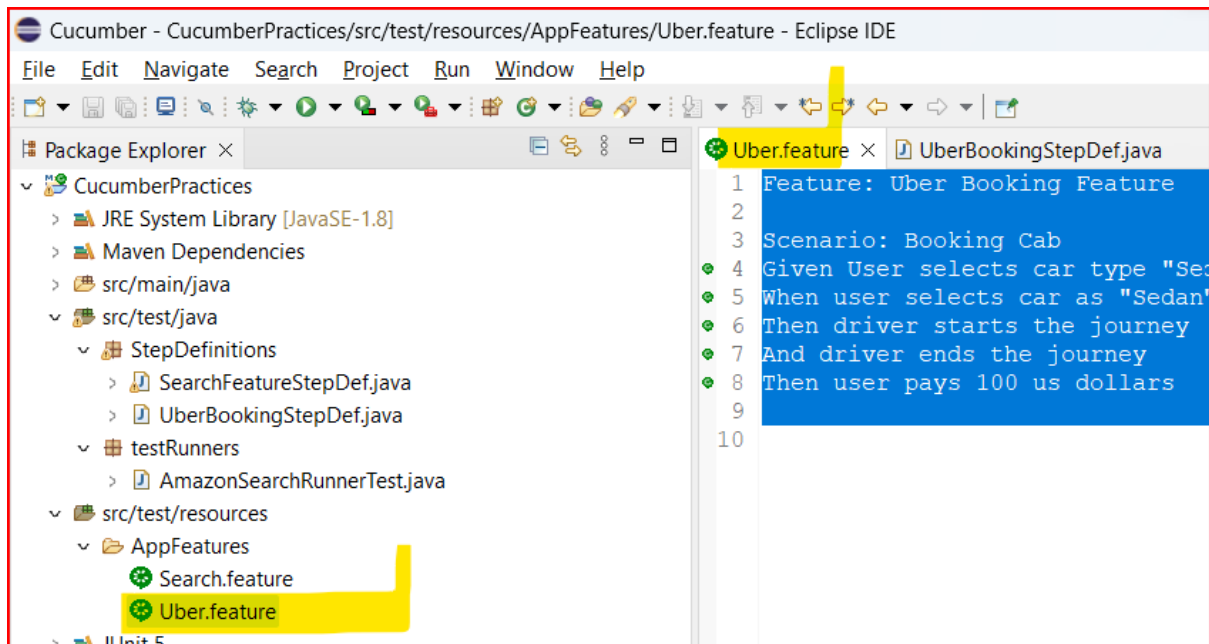 Cucumber - CucumberPractices/src/test/resources/AppFeatures/Uber.feature - Eclipse IDE
File Edit Navigate Search Project Run Window Help
Package Explorer
CucumberPractices
JRE System Library [JavaSE-1.8]
Maven Dependencies
src/main/java
src/test/java
StepDefinitions
SearchFeatureStepDef.java
UberBookingStepDef.java
testRunners
AmazonSearchRunnerTest.java
src/test/resources
AppFeatures
Search.feature
Uber.feature
JUnit 5
Uber.feature UberBookingStepDef.java
1 Feature: Uber Booking Feature
2
3 Scenario: Booking Cab
4 Given User selects car type "Sed
5 When user selects car as "Sedan"
6 Then driver starts the journey
7 And driver ends the journey
8 Then user pays 100 us dollars
9
10